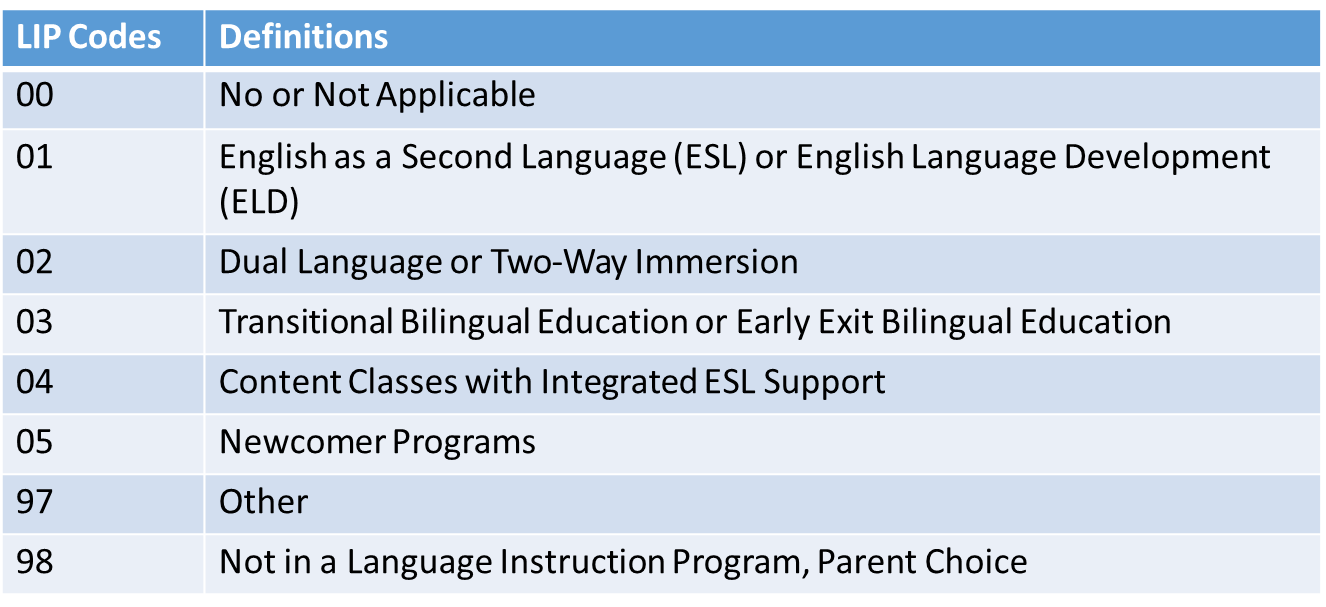 LIP Codes Definitions
00 No or Not Applicable
01 English as a Second Language (ESL) or English Language Development
(ELD)
02 Dual Language or Two-Way Immersion
03 Transitional Bilingual Education or Early Exit Bilingual Education
04 Content Classes with Integrated ESL Support
05 Newcomer Programs
97 Other
98 Not in a Language Instruction Program, Parent Choice